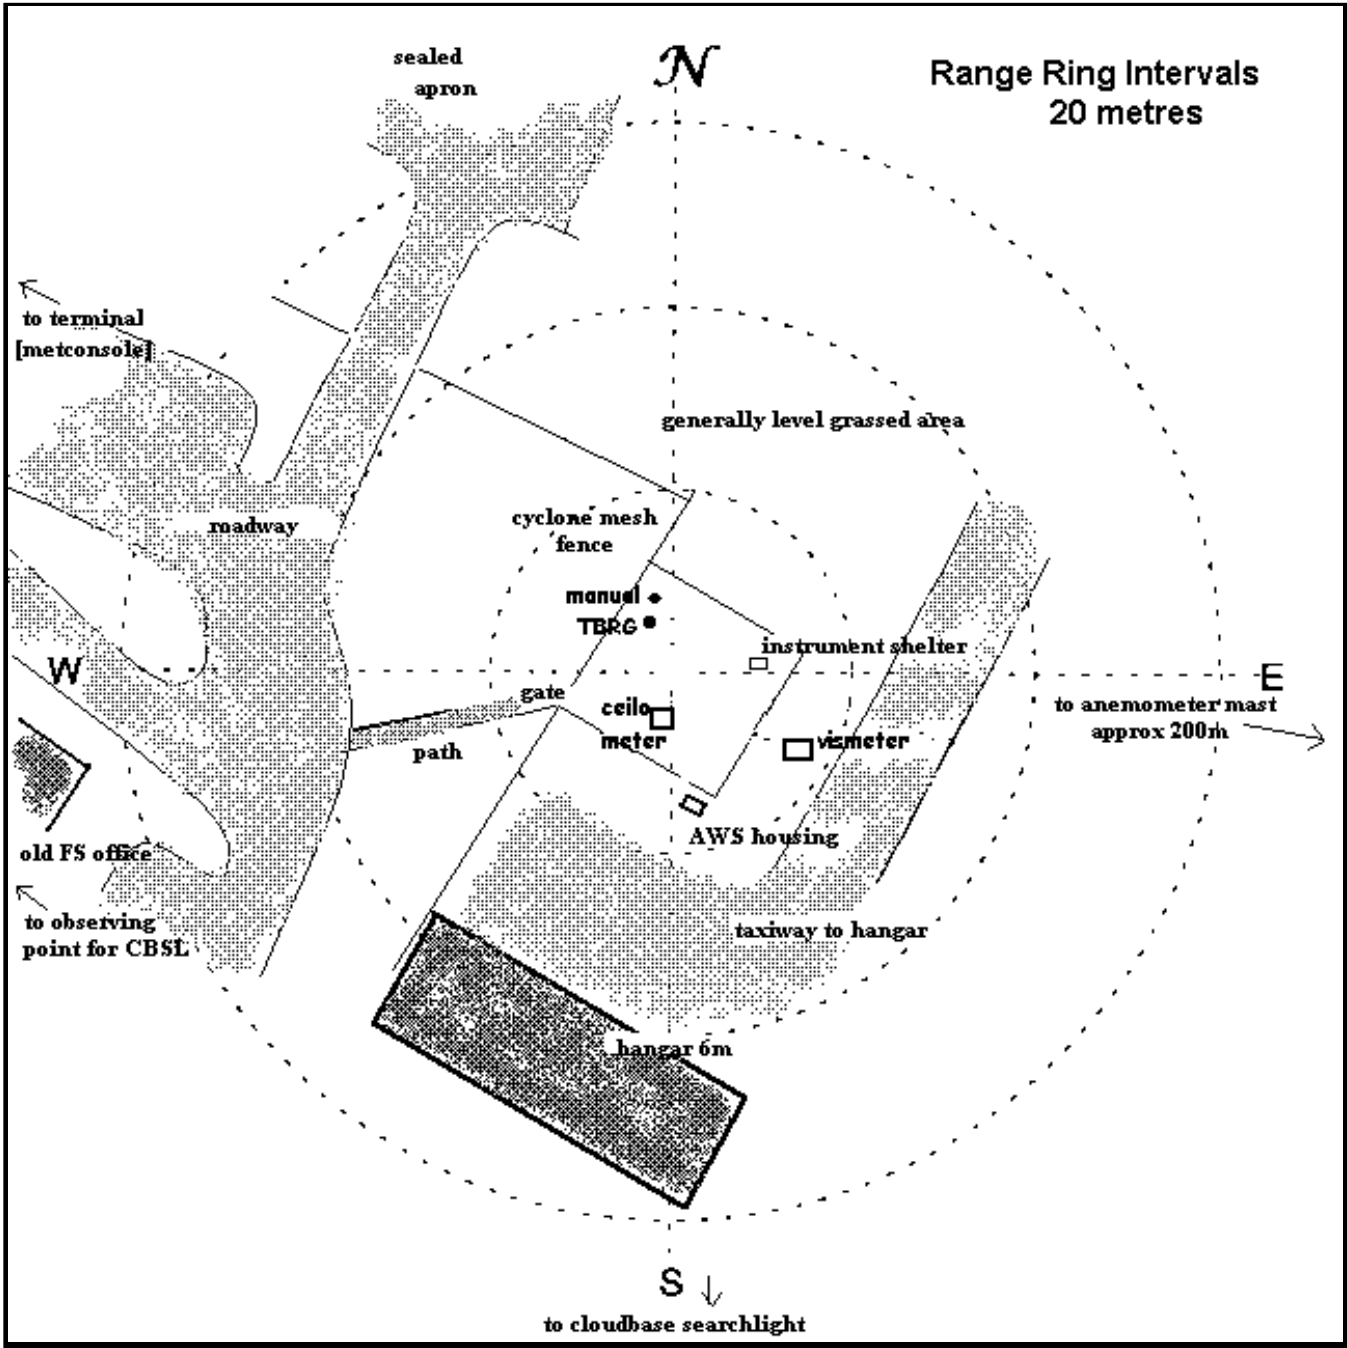 sealed
apron
N
Range Ring Intervals
20 metres
to terminal
[metconsole]
generally level grassed area
roadway
cyclone mesh
fence
manual
TBRG
instrument shelter
W
E
gate
path
ceilo
meter
vismeter
to anemometer mast
approx 200m
AWS housing
old FS office
to observing
point for CBSL
taxiway to hangar
hangar 6m
S
to cloudbase searchlight